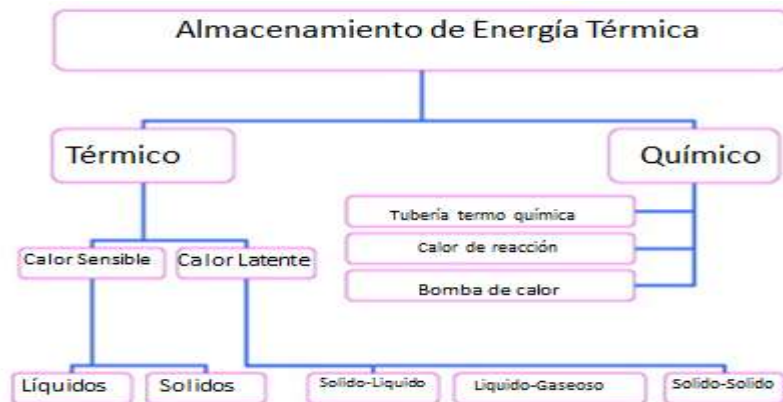 Almacenamiento de Energía Térmica
Térmico
Químico
Tubería termo química
Calor de reacción
Bomba de calor
Calor Sensible
Calor Latente
Líquidos
Solidos
Solido-Liquido
Liquido-Gaseoso
Solido-Solido